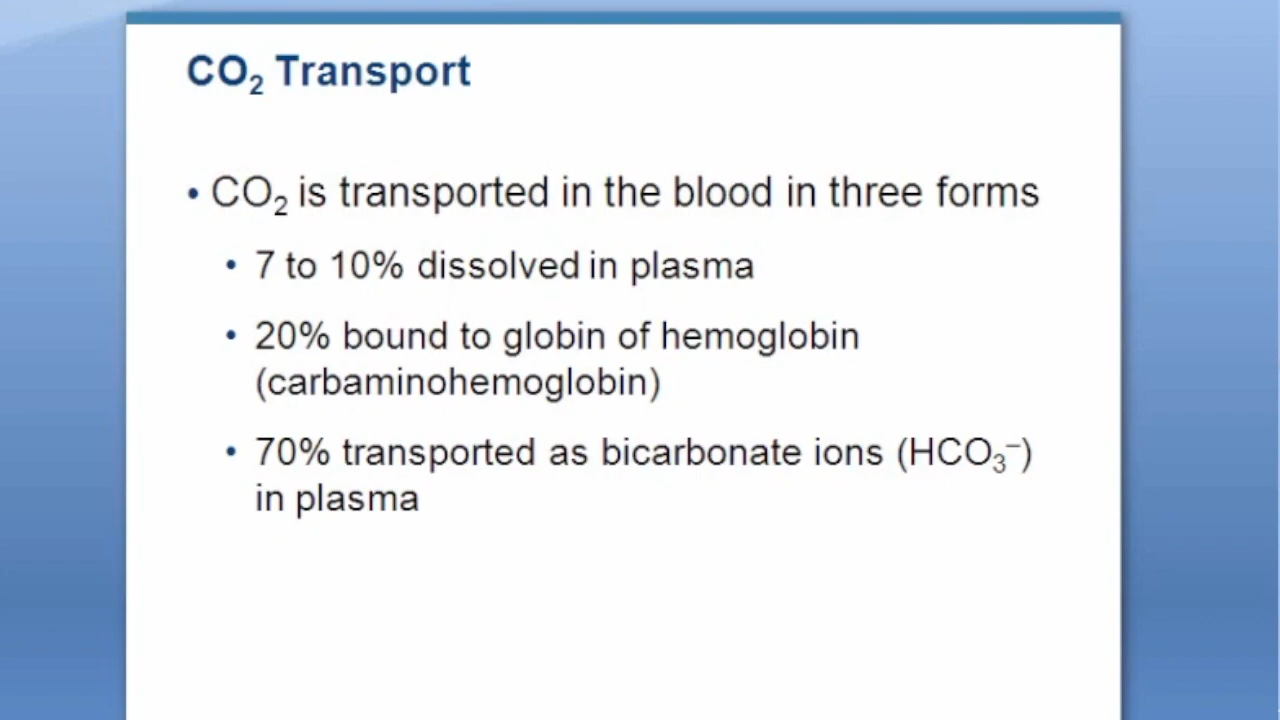 CO₂ Transport
• CO₂ is transported in the blood in three forms
• 7 to 10% dissolved in plasma
• 20% bound to globin of hemoglobin
(carbaminohemoglobin)
• 70% transported as bicarbonate ions (HCO₃⁻)
in plasma